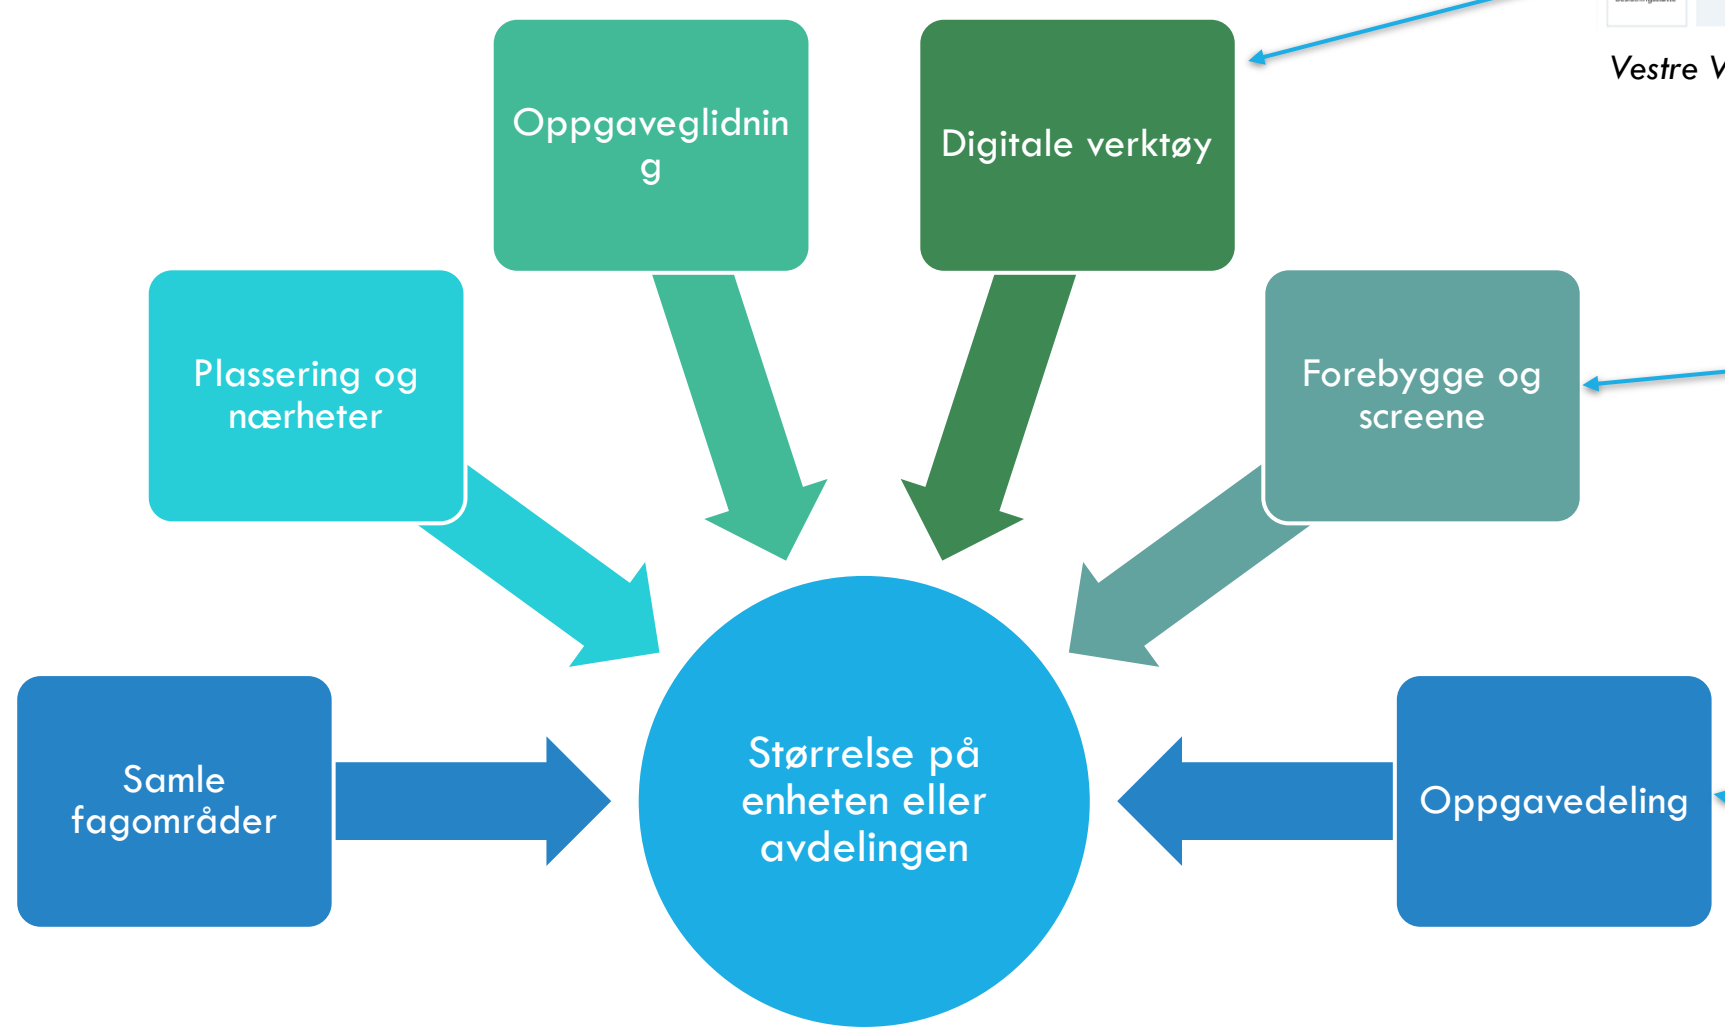 Vestre
Oppgaveglidnin
g
Digitale verktøy
Plassering og
nærheter
Forebygge og
screene
Samle
fagområder
Størrelse på
enheten eller
avdelingen
Oppgavedeling